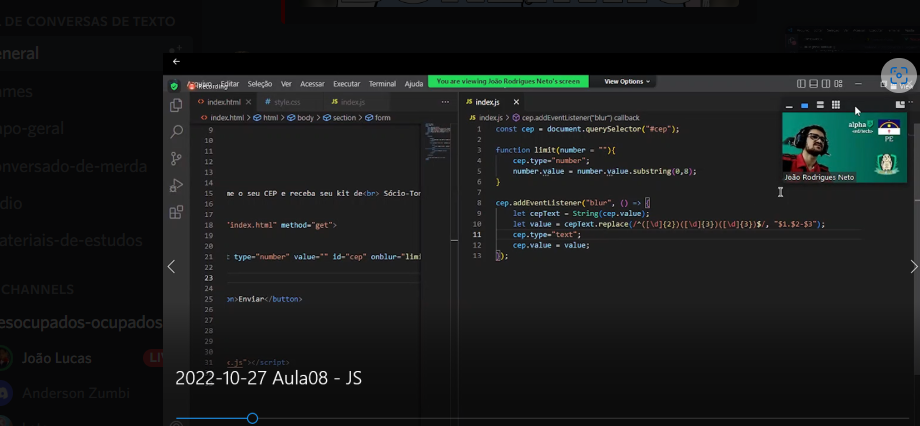 DE CONVERSAS DE TEXTO
eneral
mes
apo-geral
onversado-de-merda
dio
ateriais-de-estudos
CHANNELS
esocupados-ocupados
João Lucas
LI
Anderson Zumbi
Recording
Arquivo Editar Seleção Ver Acessar Executar Terminal Ajuda
You are viewing João Rodrigues Neto's screen
View Options
View
index.html
style.css
index.js
index.html > html > body > section > form
9
10
11
12
13
14
15 me o seu CEP e receba seu kit de<br> Sócio-Tor
16
17
18 "index.html" method="get">
19
20
21 : type="number" value="" id="cep" onblur="limi
22
23
24
25 on>Enviar</button>
26
27
28
29
30
31 <.js"></script>
index.js
index.js > cep.addEventListener("blur") callback
1 const cep = document.querySelector("#cep");
2
3 function limit(number = ""){
4 cep.type="number";
5 number.value = number.value.substring(0,8);
6 }
7
8 cep.addEventListener("blur", () => {
9 let cepText = String(cep.value);
10 let value = cepText.replace(/^([\d]{2})([\d]{3})([\d]{3})$/, "$1.$2-$3");
11 cep.type="text";
12 cep.value = value;
13 });
alpha
edtech
PE
João Rodrigues Neto
2022-10-27 Aula08 - JS